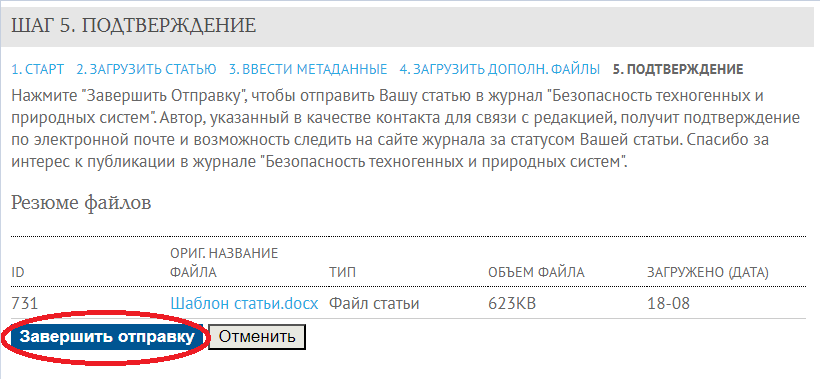 ШАГ 5. ПОДТВЕРЖДЕНИЕ
1. СТАРТ 2. ЗАГРУЗИТЬ СТАТЬЮ 3. ВВЕСТИ МЕТАДАННЫЕ 4. ЗАГРУЗИТЬ ДОПОЛН. ФАЙЛЫ 5. ПОДТВЕРЖДЕНИЕ
Нажмите "Завершить Отправку", чтобы отправить Вашу статью в журнал "Безопасность техногенных и
природных систем". Автор, указанный в качестве контакта для связи с редакцией, получит подтверждение
по электронной почте и возможность следить на сайте журнала за статусом Вашей статьи. Спасибо за
интерес к публикации в журнале "Безопасность техногенных и природных систем".
Резюме файлов
ОРИГ. НАЗВАНИЕ
ID ФАЙЛА ТИП ОБЪЕМ ФАЙЛА ЗАГРУЖЕНО (ДАТА)
731 Шаблон статьи.docx Файл статьи 623KB 18-08
Завершить отправку Отменить